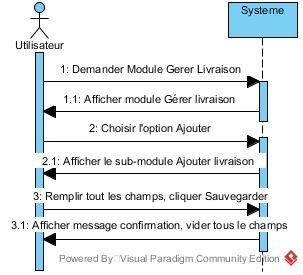 Systeme
Utilisateur
1: Demander Module Gerer Livraison
1.1: Afficher module Gérer livraison
2: Choisir l'option Ajouter
2.1: Afficher le sub-module Ajouter livraison
3: Remplir tout les champs, cliquer Sauvegarder
3.1: Afficher message confirmation, vider tous le champs
Powered By Visual Paradigm Community Edition